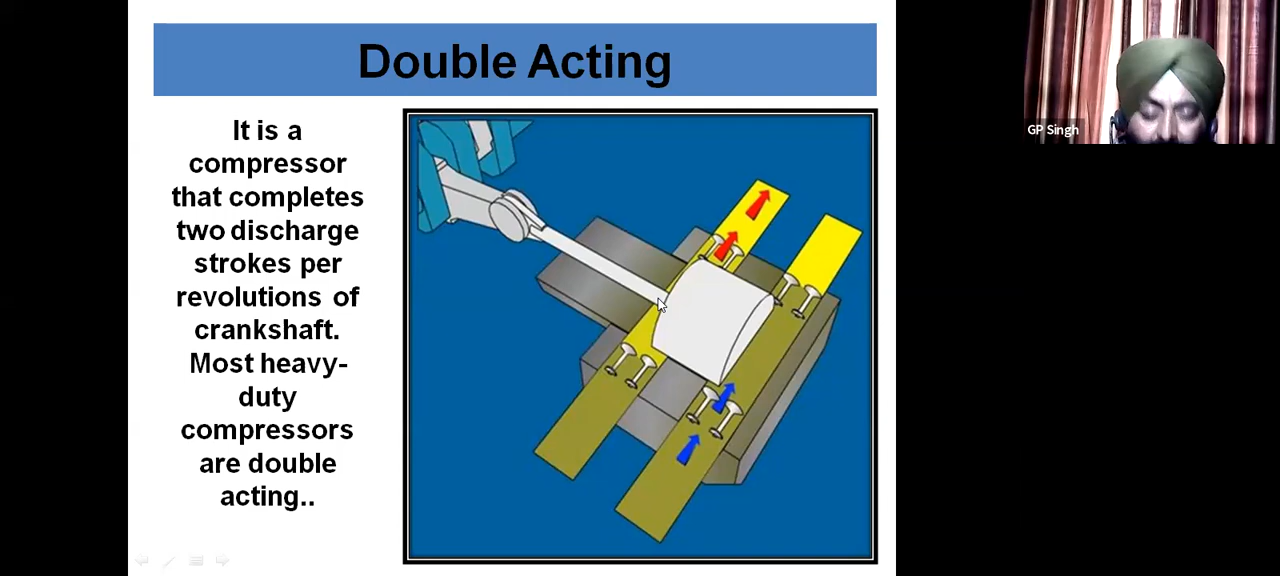 Double Acting
It is a
compressor
that completes
two discharge
strokes per
revolutions of
crankshaft.
Most heavy-
duty
compressors
are double
acting..
GP Singh